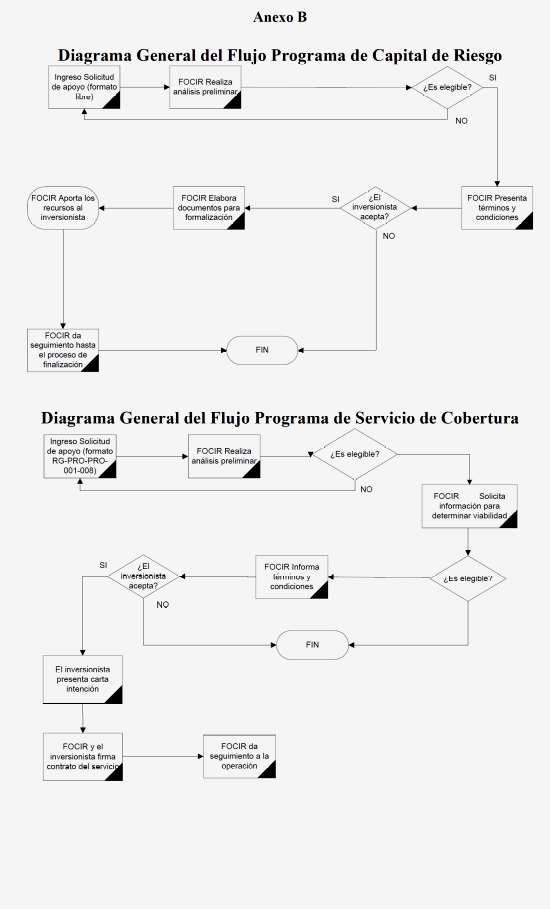 Anexo B
Diagrama General del Flujo Programa de Capital de Riesgo
Ingreso Solicitud
de apoyo (formato
libre)
FOCIR Realiza
análisis preliminar
¿Es elegible?
SI
NO
FOCIR Aporta los
recursos al
inversionista
FOCIR Elabora
documentos para
formalización
SI
¿El
inversionista
acepta?
NO
FOCIR Presenta
términos y
condiciones
FOCIR da
seguimiento hasta
el proceso de
finalización
FIN
Diagrama General del Flujo Programa de Servicio de Cobertura
Ingreso Solicitud
de apoyo (formato
RG-PRO-PRO-
001-008)
FOCIR Realiza
análisis preliminar
¿Es elegible?
NO
FOCIR Solicita
información para
determinar viabilidad
SI
¿El
inversionista
acepta?
NO
FOCIR Informa
términos y
condiciones
¿Es elegible?
FIN
El inversionista
presenta carta
intención
FOCIR y el
inversionista firma
contrato del servicio
FOCIR da
seguimiento a la
operación